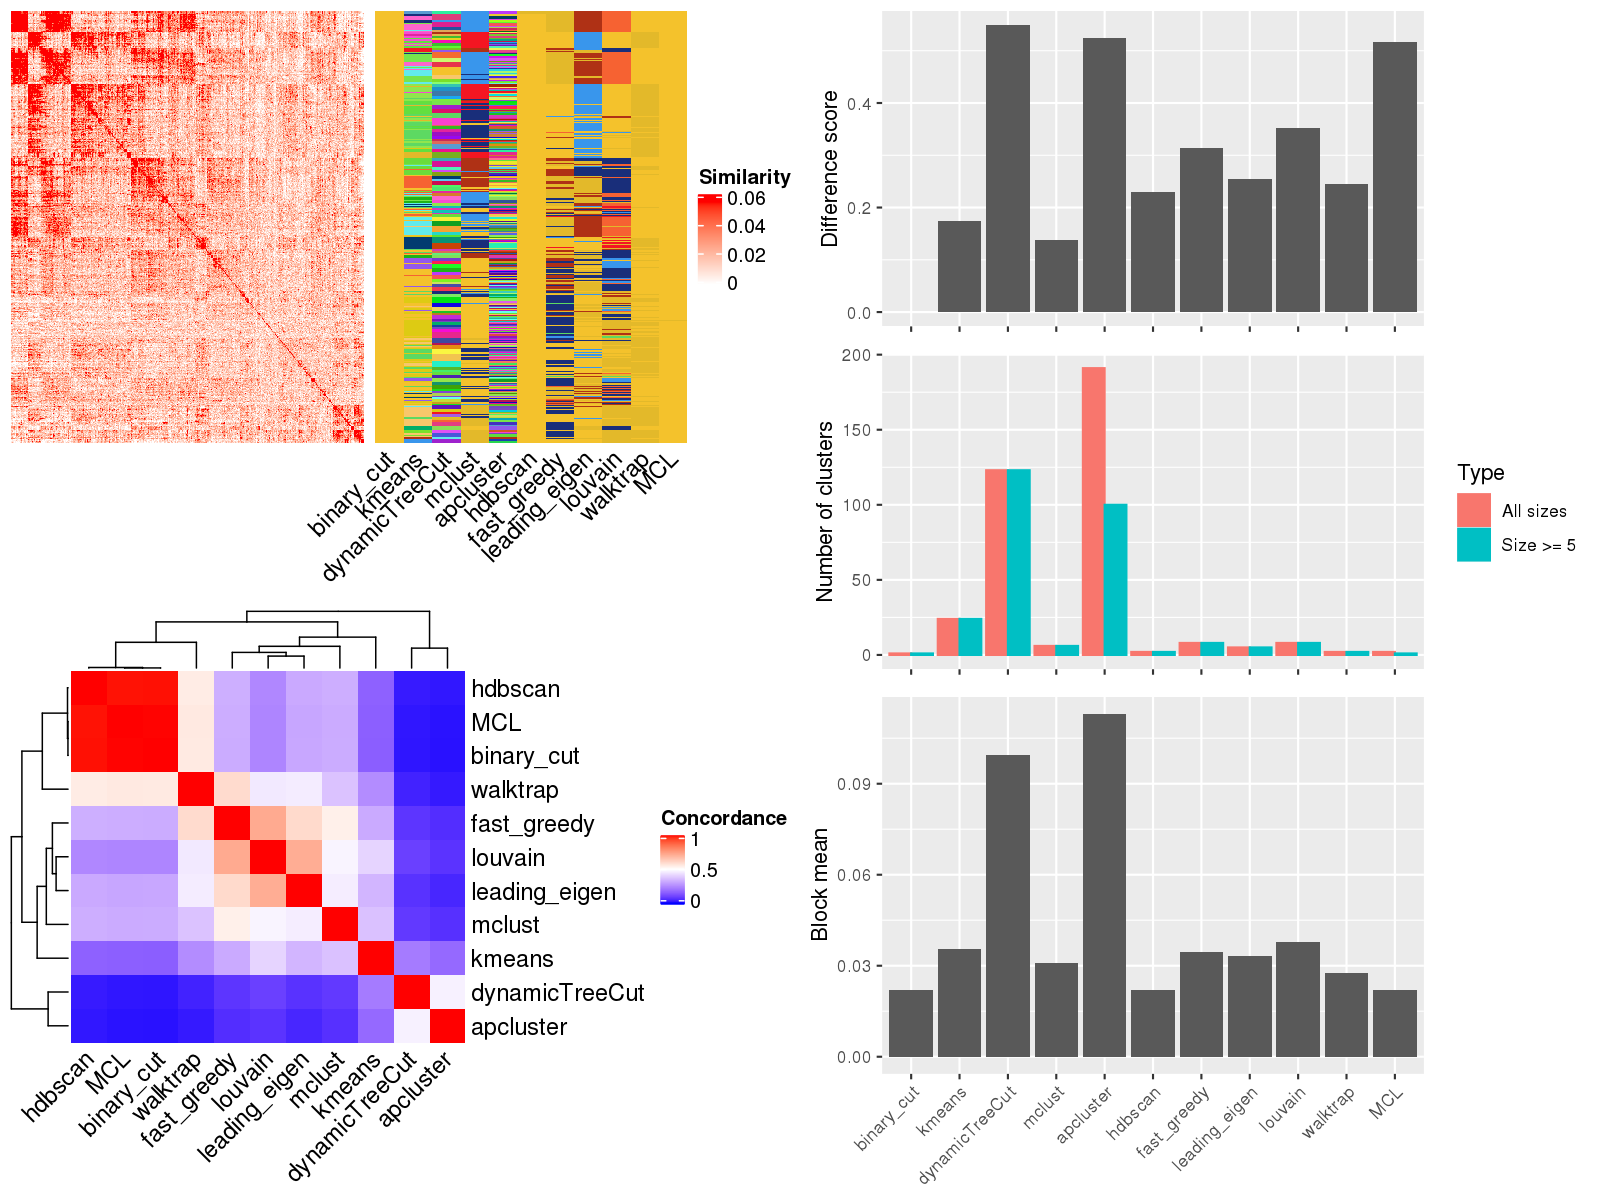 Similarity
0.06
0.04
0.02
0
binary_cut
kmeans
dynamicTreeCut
mclust
apcluster
hdbscan
fast_greedy
leading_eigen
louvain
walktrap
MCL
hdbscan
MCL
binary_cut
walktrap
fast_greedy
louvain
leading_eigen
mclust
kmeans
dynamicTreeCut
apcluster
hdbscan
MCL
binary_cut
walktrap
fast_greedy
louvain
leading_eigen
mclust
kmeans
dynamicTreeCut
apcluster
Concordance
1
0.5
0
Difference score
0.4
0.2
0.0
Number of clusters
200
150
100
50
0
Type
All sizes
Size >= 5
Block mean
0.09
0.06
0.03
0.00
binary_cut
kmeans
dynamicTreeCut
mclust
apcluster
hdbscan
fast_greedy
leading_eigen
louvain
walktrap
MCL